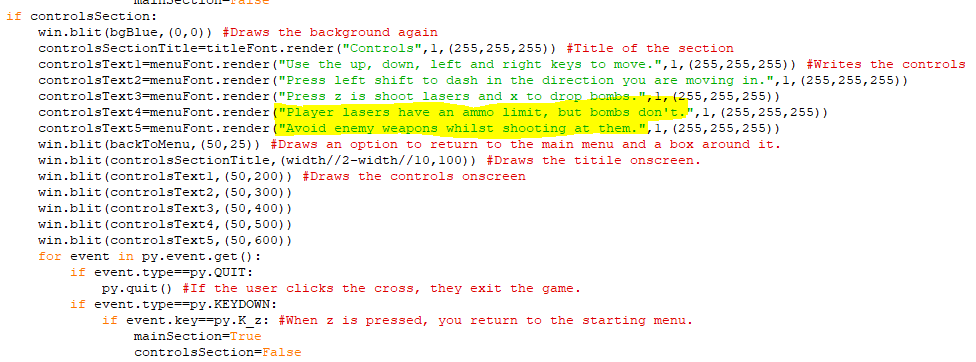 mainSection=False
if controlsSection:
    win.blit(bgBlue,(0,0)) #Draws the background again
    controlsSectionTitle=titleFont.render("Controls",1,(255,255,255)) #Title of the section
    controlsText1=menuFont.render("Use the up, down, left and right keys to move.",1,(255,255,255)) #Writes the controls
    controlsText2=menuFont.render("Press left shift to dash in the direction you are moving in.",1,(255,255,255))
    controlsText3=menuFont.render("Press z is shoot lasers and x to drop bombs.",1,(255,255,255))
    controlsText4=menuFont.render("Player lasers have an ammo limit, but bombs don't.",1,(255,255,255))
    controlsText5=menuFont.render("Avoid enemy weapons whilst shooting at them.",1,(255,255,255))
    win.blit(backToMenu,(50,25)) #Draws an option to return to the main menu and a box around it.
    win.blit(controlsSectionTitle,(width//2-width//10,100)) #Draws the titile onscreen.
    win.blit(controlsText1,(50,200)) #Draws the controls onscreen
    win.blit(controlsText2,(50,300))
    win.blit(controlsText3,(50,400))
    win.blit(controlsText4,(50,500))
    win.blit(controlsText5,(50,600))
    for event in py.event.get():
        if event.type==py.QUIT:
            py.quit() #If the user clicks the cross, they exit the game.
        if event.type==py.KEYDOWN:
            if event.key==py.K_z: #When z is pressed, you return to the starting menu.
                mainSection=True
                controlsSection=False